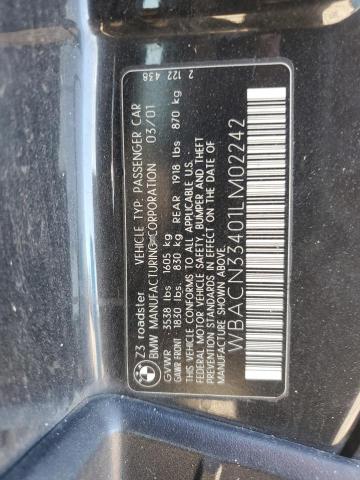 Z3 roadster VEHICLE TYP: PASSENGER CAR
BMW MANUFACTURING CORPORATION 03/01
GVWR 3538 lbs 1605 kg
GAWR FRONT: 1830 lbs 830 kg REAR 1918 lbs 870 kg
THIS VEHICLE CONFORMS TO ALL APPLICABLE U.S.
FEDERAL MOTOR VEHICLE SAFETY, BUMPER, AND THEFT
PREVENTION STANDARDS IN EFFECT ON THE DATE OF
MANUFACTURE SHOWN ABOVE.
WBACN33401LM02242
2 122 438